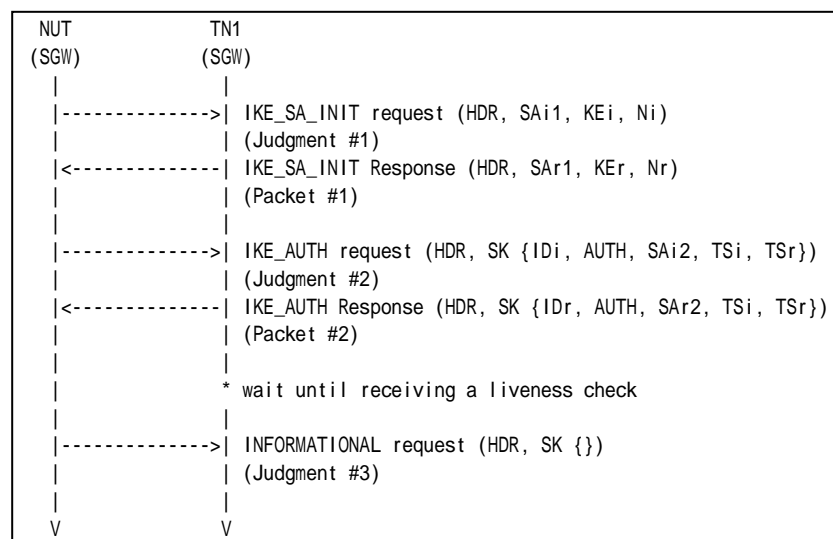 NUT TN1
(SGW) (SGW)
| |
|-------------->| IKE_SA_INIT request (HDR, SAi1, KEi, Ni)
| | (Judgment #1)
|<--------------| IKE_SA_INIT Response (HDR, SAr1, KEr, Nr)
| | (Packet #1)
| |
|-------------->| IKE_AUTH request (HDR, SK {IDi, AUTH, SAi2, TSi, TSr})
| | (Judgment #2)
|<--------------| IKE_AUTH Response (HDR, SK {IDr, AUTH, SAr2, TSi, TSr})
| | (Packet #2)
| |
| * wait until receiving a liveness check
| |
|-------------->| INFORMATIONAL request (HDR, SK {})
| | (Judgment #3)
| |
V V